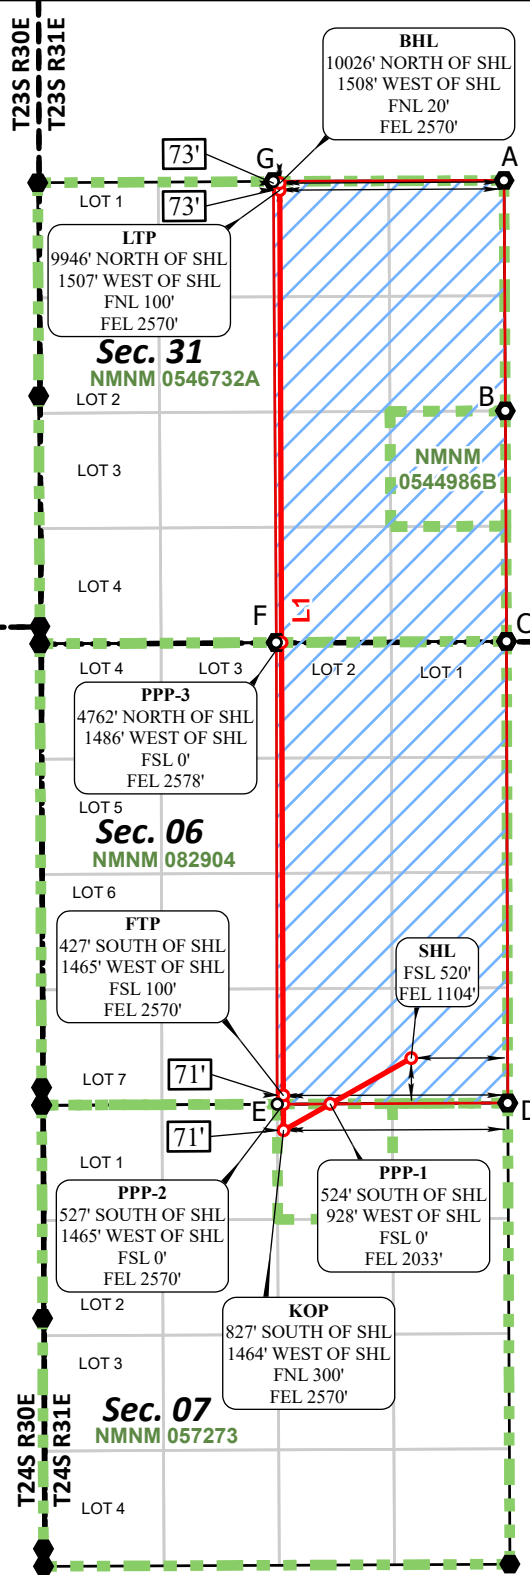 T23S R30E
T23S R31E
BHL
10026' NORTH OF SHL
1508' WEST OF SHL
FNL 20'
FEL 2570'
73'
G
A
LOT 1
73'
LTP
9946' NORTH OF SHL
1507' WEST OF SHL
FNL 100'
FEL 2570'
Sec. 31
NMNM 0546732A
LOT 2
B
LOT 3
NMNM
0544986B
LOT 4
L1
F
C
LOT 4
LOT 3
LOT 2
LOT 1
PPP-3
4762' NORTH OF SHL
1486' WEST OF SHL
FSL 0'
FEL 2578'
LOT 5
Sec. 06
NMNM 082904
LOT 6
FTP
427' SOUTH OF SHL
1465' WEST OF SHL
FSL 100'
FEL 2570'
SHL
FSL 520'
FEL 1104'
LOT 7
71'
E
D
71'
LOT 1
PPP-2
527' SOUTH OF SHL
1465' WEST OF SHL
FSL 0'
FEL 2570'
PPP-1
524' SOUTH OF SHL
928' WEST OF SHL
FSL 0'
FEL 2033'
LOT 2
KOP
827' SOUTH OF SHL
1464' WEST OF SHL
FNL 300'
FEL 2570'
LOT 3
Sec. 07
NMNM 057273
T24S R30E
T24S R31E
LOT 4